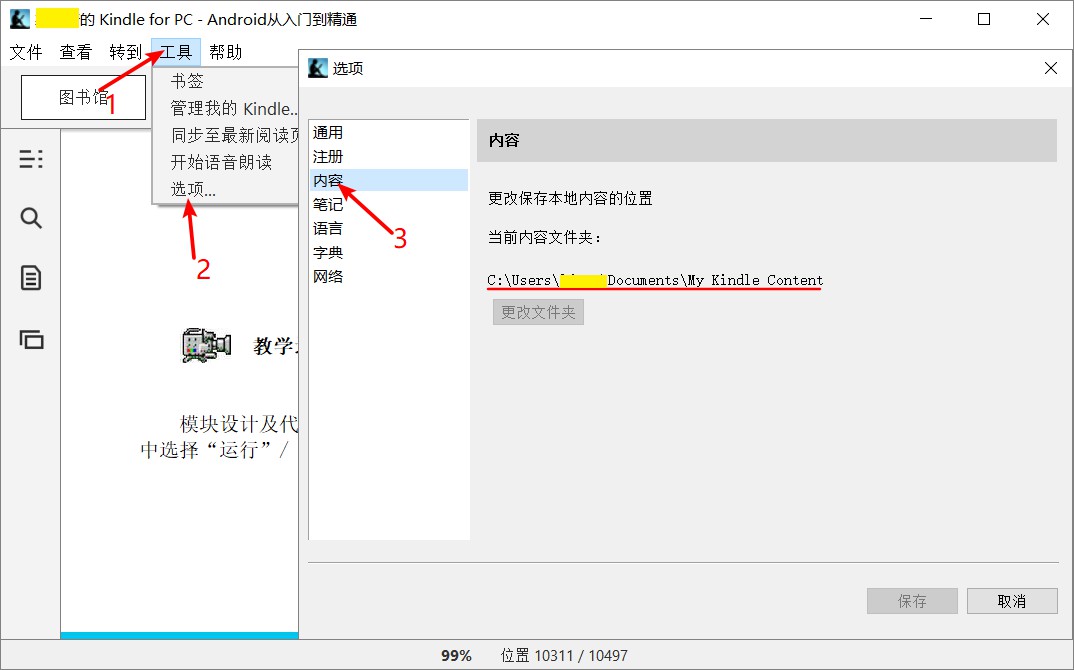 的 Kindle for PC - Android从入门到精通
文件 查看 转到 工具 帮助
选项
图书馆
1
书签
管理我的 Kindle..
同步至最新阅读页
开始语音朗读
选项...
2
通用
注册
内容
笔记
语言
字典
网络
3
内容
更改保存本地内容的位置
当前内容文件夹:
C:\Users\ Documents\My Kindle Content
更改文件夹
教学
模块设计及代
中选择“运行”/
保存 取消
99% 位置 10311 / 10497